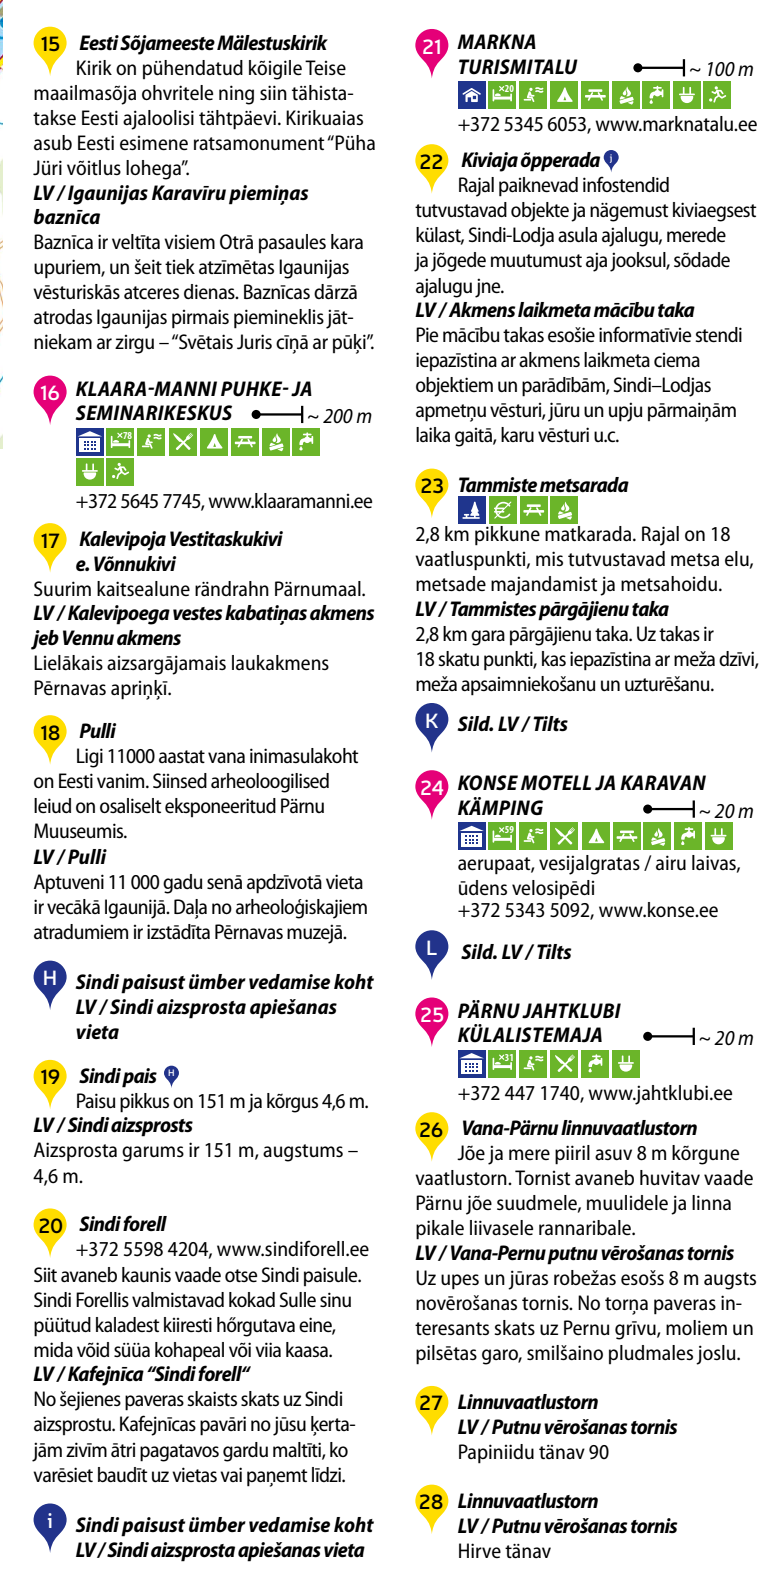 15 Eesti Sõjameeste Mälestuskirik
Kirik on pühendatud kõigile Teise
maailmasõja ohvritele ning siin tähista-
takse Eesti ajaloolisi tähtpäevi. Kirikuaias
asub Eesti esimene ratsamonument “Püha
Jüri võitlus lohega”.
LV / Igaunijas Karavīru piemiņas
baznīca
Baznīca ir veltīta visiem Otrā pasaules kara
upuriem, un šeit tiek atzīmētas Igaunijas
vēsturiskās atceres dienas. Baznīcas dārzā
atrodas Igaunijas pirmais piemineklis jāt-
niekam ar zirgu – “Svētais Juris cīņā ar pūķi”.
16 KLAARA-MANNI PUHKE- JA
SEMINARIKESKUS ~ 200 m
×78
+372 5645 7745, www.klaaramanni.ee
17 Kalevipoja Vestitaskukivi
e. Võnnukivi
Suurim kaitsealune rändrahn Pärnumaal.
LV / Kalevipoega vestes kabatiņas akmens
jeb Vennu akmens
Lielākais aizsargājamais laukakmens
Pērnavas apriņķī.
18 Pulli
Ligi 11000 aastat vana inimasulakoht
on Eesti vanim. Siinsed arheoloogilised
leiud on osaliselt eksponeeritud Pärnu
Muuseumis.
LV / Pulli
Aptuveni 11 000 gadu senā apdzīvotā vieta
ir vecākā Igaunijā. Daļa no arheoloģiskajiem
atradumiem ir izstādīta Pērnavas muzejā.
H Sindi paisust ümber vedamise koht
LV / Sindi aizsprosta apiešanas
vieta
19 Sindi pais H
Paisu pikkus on 151 m ja kõrgus 4,6 m.
LV / Sindi aizsprosts
Aizsprosta garums ir 151 m, augstums –
4,6 m.
20 Sindi forell
+372 5598 4204, www.sindiforell.ee
Siit avaneb kaunis vaade otse Sindi paisule.
Sindi Forellis valmistavad kokad Sulle sinu
püütud kaladest kiiresti hőrgutava eine,
mida võid süüa kohapeal või viia kaasa.
LV / Kafejnīca “Sindi forell“
No šejienes paveras skaists skats uz Sindi
aizsprostu. Kafejnīcas pavāri no jūsu ķerta-
jām zivīm ātri pagatavos gardu maltīti, ko
varēsiet baudīt uz vietas vai paņemt līdzi.
i Sindi paisust ümber vedamise koht
LV / Sindi aizsprosta apiešanas vieta
21 MARKNA
TURISMITALU ~ 100 m
×20
+372 5345 6053, www.marknatalu.ee
22 Kiviaja õpperada i
Rajal paiknevad infostendid
tutvustavad objekte ja nägemust kiviaegsest
külast, Sindi-Lodja asula ajalugu, merede
ja jõgede muutumust aja jooksul, sõdade
ajalugu jne.
LV / Akmens laikmeta mācību taka
Pie mācību takas esošie informatīvie stendi
iepazīstina ar akmens laikmeta ciema
objektiem un parādībām, Sindi–Lodjas
apmetņu vēsturi, jūru un upju pārmaiņām
laika gaitā, karu vēsturi u.c.
23 Tammiste metsarada
2,8 km pikkune matkarada. Rajal on 18
vaatluspunkti, mis tutvustavad metsa elu,
metsade majandamist ja metsahoidu.
LV / Tammistes pārgājienu taka
2,8 km gara pārgājienu taka. Uz takas ir
18 skatu punkti, kas iepazīstina ar meža dzīvi,
meža apsaimniekošanu un uzturēšanu.
K Sild. LV / Tilts
24 KONSE MOTELL JA KARAVAN
KÄMPING ~ 20 m
×59
aerupaat, vesijalgratas / airu laivas,
ūdens velosipēdi
+372 5343 5092, www.konse.ee
L Sild. LV / Tilts
25 PÄRNU JAHTKLUBI
KÜLALISTEMAJA ~ 20 m
×31
+372 447 1740, www.jahtklubi.ee
26 Vana-Pärnu linnuvaatlustorn
Jõe ja mere piiril asuv 8 m kõrgune
vaatlustorn. Tornist avaneb huvitav vaade
Pärnu jõe suudmele, muulidele ja linna
pikale liivasele rannaribale.
LV / Vana-Pernu putnu vērošanas tornis
Uz upes un jūras robežas esošs 8 m augsts
novērošanas tornis. No torņa paveras in-
teresants skats uz Pernu grīvu, moliem un
pilsētas garo, smilšaino pludmales joslu.
27 Linnuvaatlustorn
LV / Putnu vērošanas tornis
Papiniidu tänav 90
28 Linnuvaatlustorn
LV / Putnu vērošanas tornis
Hirve tänav